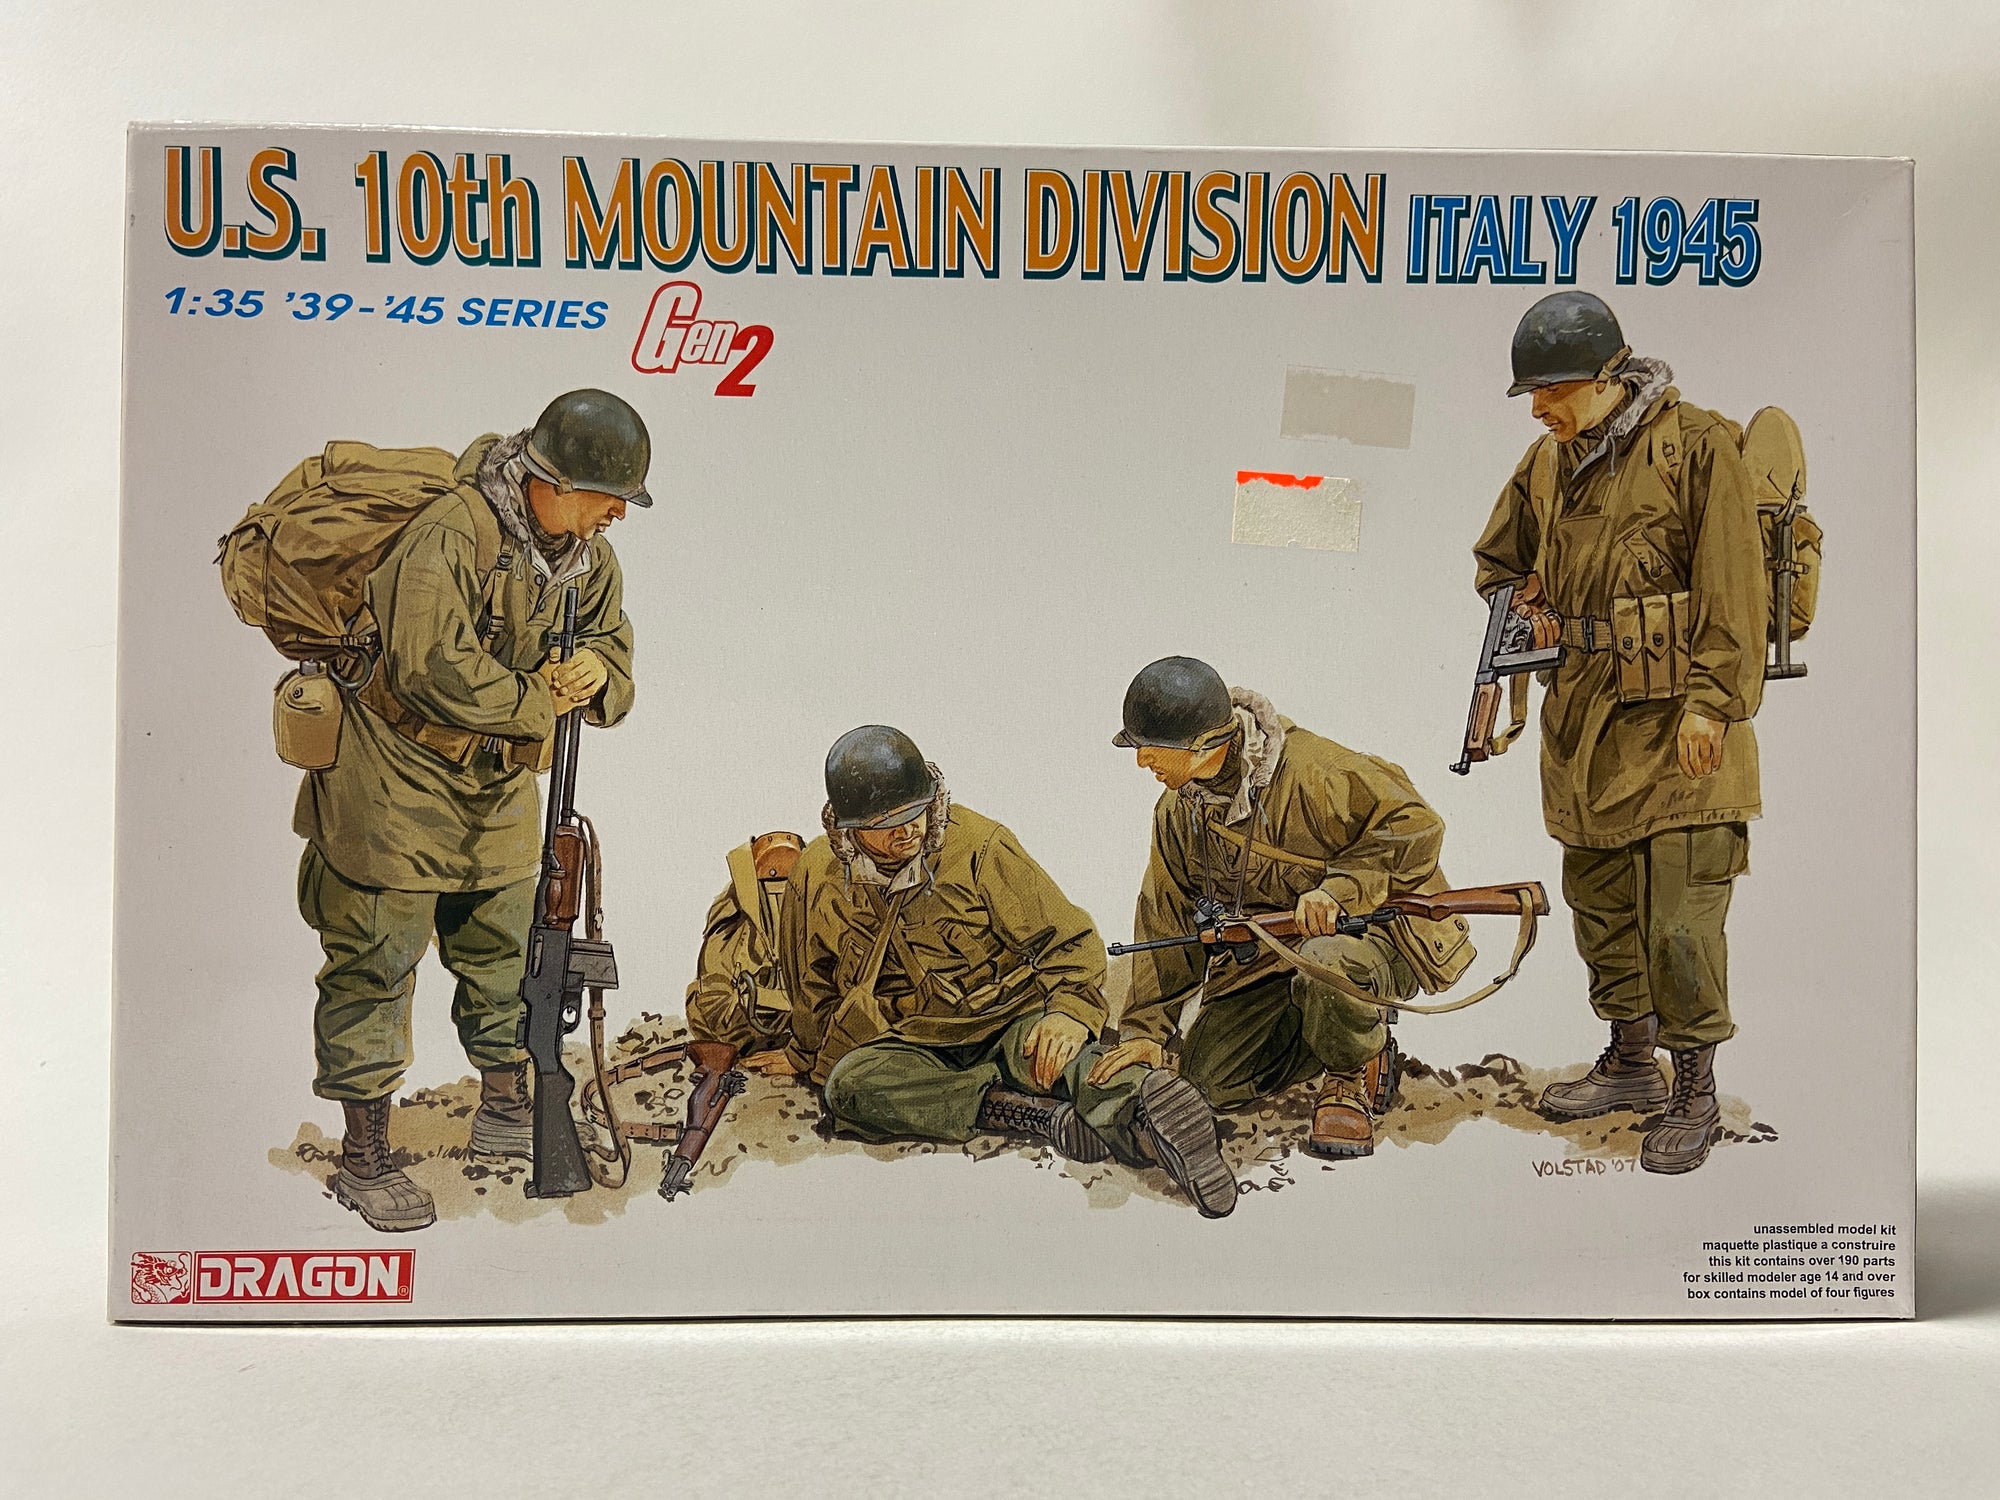 U.S. 10th MOUNTAIN DIVISION ITALY 1945
1:35 '39-'45 SERIES Gen2
VOLSTAD '07
DRAGON®
unassembled model kit
maquette plastique a construire
this kit contains over 190 parts
for skilled modeler age 14 and over
box contains model of four figures